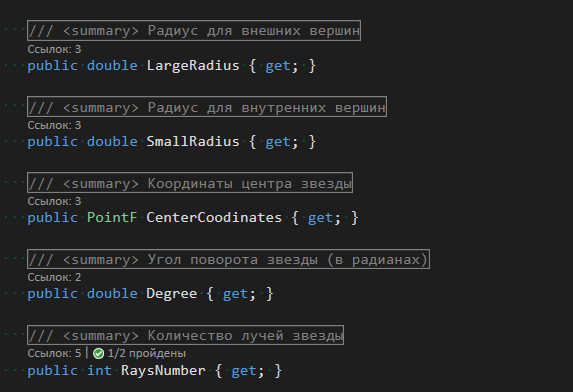 /// <summary> Радиус для внешних вершин
Ссылок: 3
public double LargeRadius { get; }
/// <summary> Радиус для внутренних вершин
Ссылок: 3
public double SmallRadius { get; }
/// <summary> Координаты центра звезды
Ссылок: 3
public PointF CenterCoodinates { get; }
/// <summary> Угол поворота звезды (в радианах)
Ссылок: 2
public double Degree { get; }
/// <summary> Количество лучей звезды
Ссылок: 5 | 1/2 пройдены
public int RaysNumber { get; }